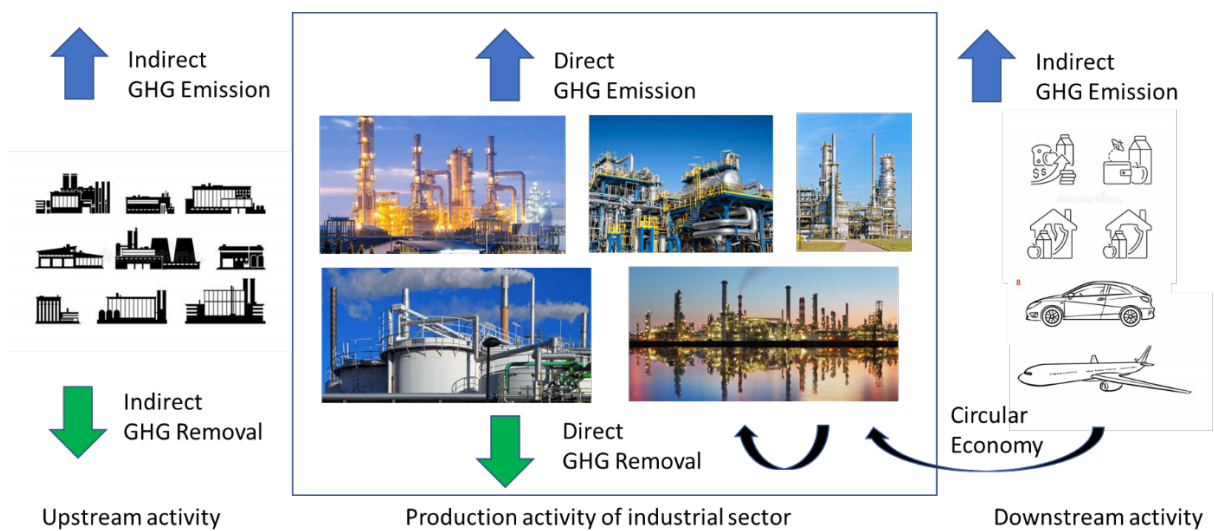 Indirect
GHG Emission
Direct
GHG Emission
Indirect
GHG Emission
$$
dreamstime.
8
Indirect
GHG Removal
Direct
GHG Removal
Circular
Economy
Upstream activity
Production activity of industrial sector
Downstream activity